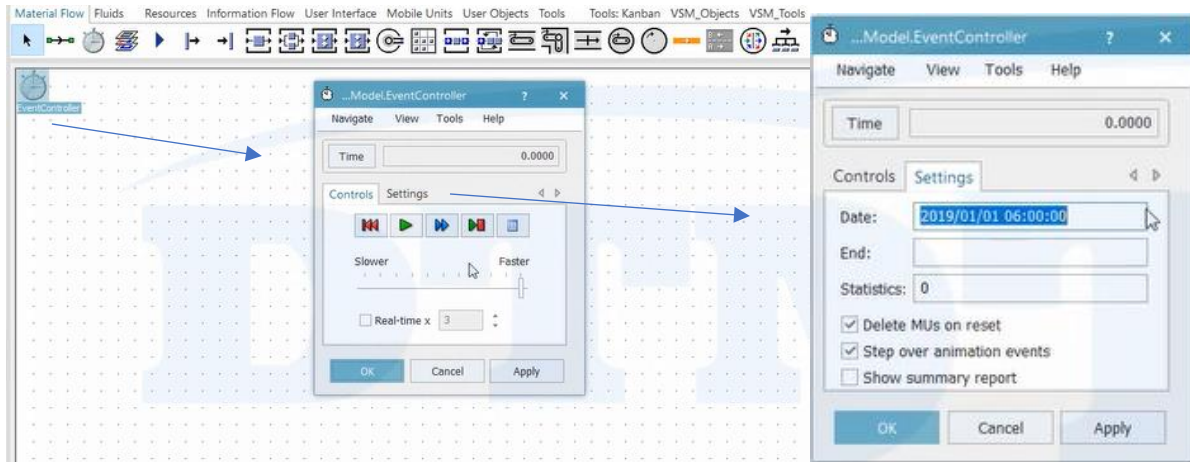 Material Flow Fluids Resources Information Flow User Interface Mobile Units User Objects Tools Tools: Kanban VSM_Objects VSM_Tools
EventController
...Model.EventController ? ×
Navigate View Tools Help
Time 0.0000
Controls Settings
Slower Faster
Real-time x 3
OK Cancel Apply
...Model.EventController ? ×
Navigate View Tools Help
Time 0.0000
Controls Settings
Date: 2019/01/01 06:00:00
End:
Statistics: 0
Delete MUs on reset
Step over animation events
Show summary report
OK Cancel Apply